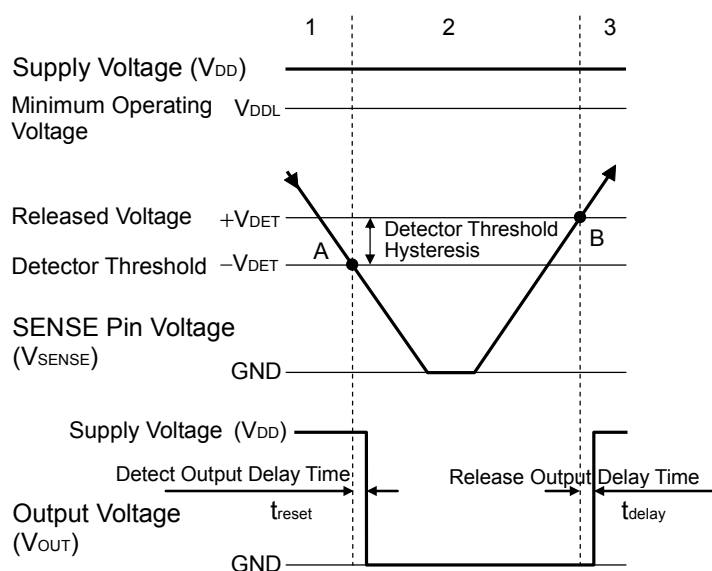 1 2 3
Supply Voltage (VDD)
Minimum Operating VDDL
Voltage
Released Voltage +VDET
Detector Threshold
Hysteresis
A
B
Detector Threshold −VDET
SENSE Pin Voltage
(VSENSE)
GND
Supply Voltage (VDD)
Detect Output Delay Time
Release Output Delay Time
treset
tdelay
Output Voltage
(VOUT)
GND